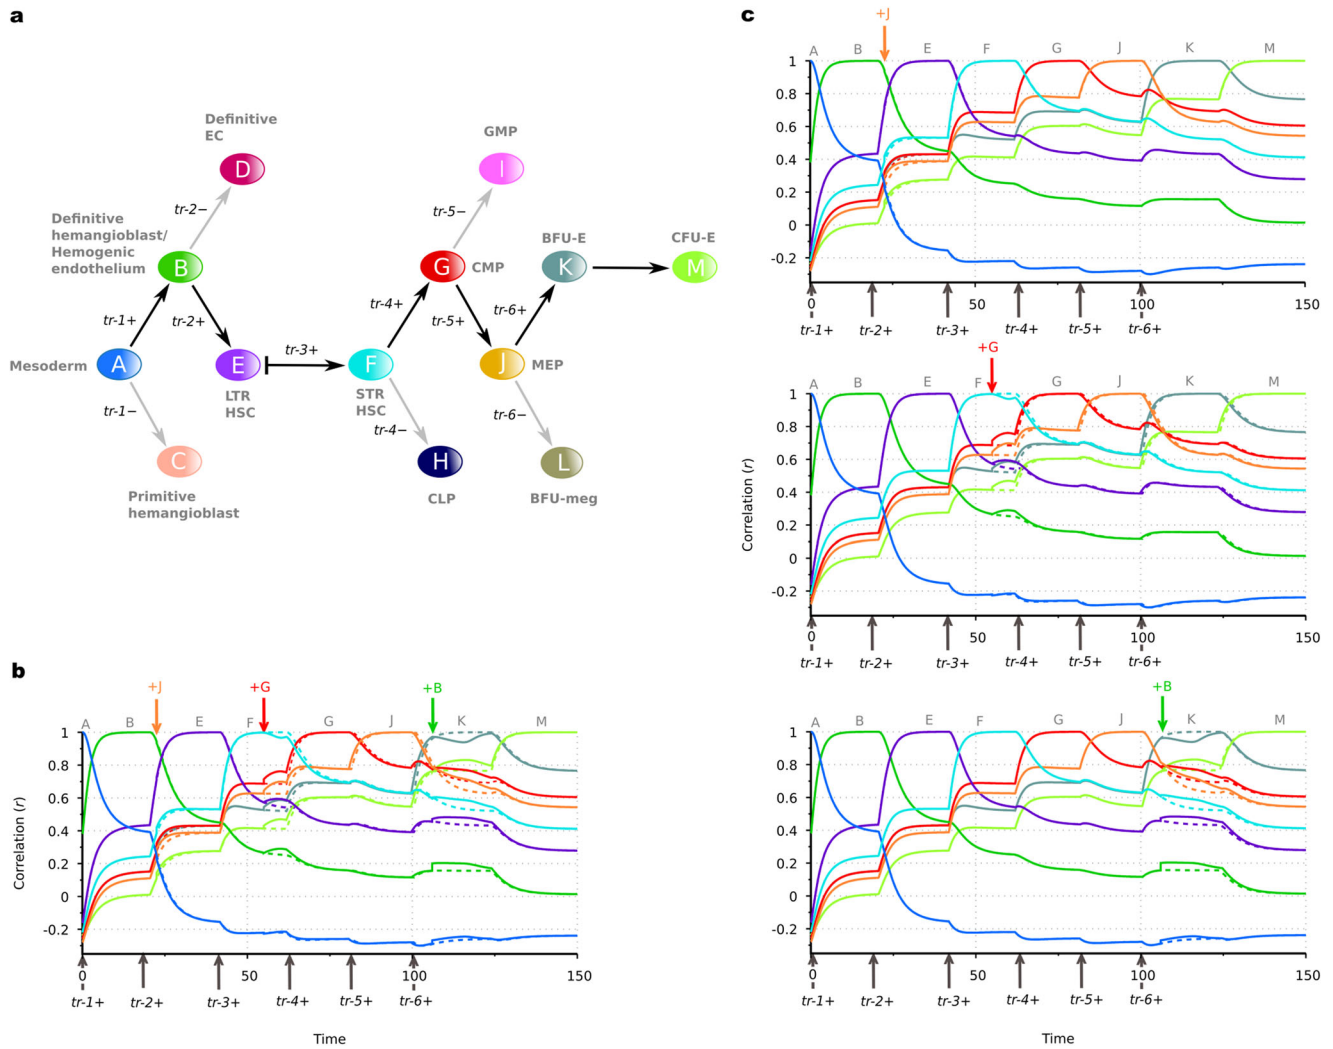 a
Definitive
EC
D
GMP
I
tr-2−
tr-5−
Definitive
hemangioblast/
Hemogenic
endothelium
B
G
CMP
BFU-E
K
CFU-E
M
tr-1+
tr-2+
tr-4+
tr-5+
tr-6+
Mesoderm
A
E
tr-3+
F
J
MEP
LTR
HSC
STR
HSC
tr-1−
tr-4−
tr-6−
C
H
L
Primitive
hemangioblast
CLP
BFU-meg
b
+J
+G
+B
A B E F G J K M
1
0.8
0.6
0.4
0.2
0
-0.2
Correlation (r)
0 50 100 150
tr-1+ tr-2+ tr-3+ tr-4+ tr-5+ tr-6+
Time
c
+J
A B E F G J K M
1
0.8
0.6
0.4
0.2
0
-0.2
0 50 100 150
tr-1+ tr-2+ tr-3+ tr-4+ tr-5+ tr-6+
+G
A B E F G J K M
1
0.8
0.6
0.4
0.2
0
-0.2
Correlation (r)
0 50 100 150
tr-1+ tr-2+ tr-3+ tr-4+ tr-5+ tr-6+
+B
A B E F G J K M
1
0.8
0.6
0.4
0.2
0
-0.2
0 50 100 150
tr-1+ tr-2+ tr-3+ tr-4+ tr-5+ tr-6+
Time